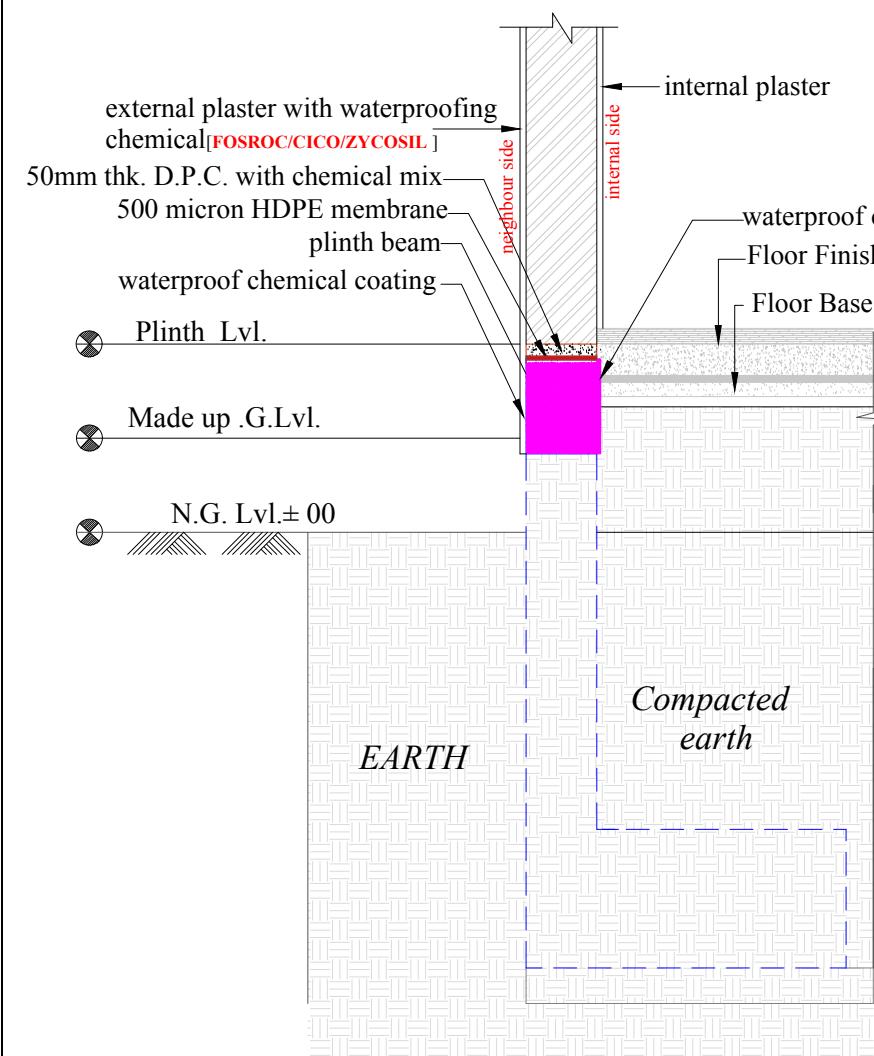 internal plaster
external plaster with waterproofing
chemical[FOSROC/CICO/ZYCOSIL ]
neighbour side
internal side
50mm thk. D.P.C. with chemical mix
500 micron HDPE membrane
plinth beam
waterproof chemical coating
waterproof
Floor Finish
Floor Base
Plinth Lvl.
Made up .G.Lvl.
N.G. Lvl.± 00
EARTH
Compacted
earth